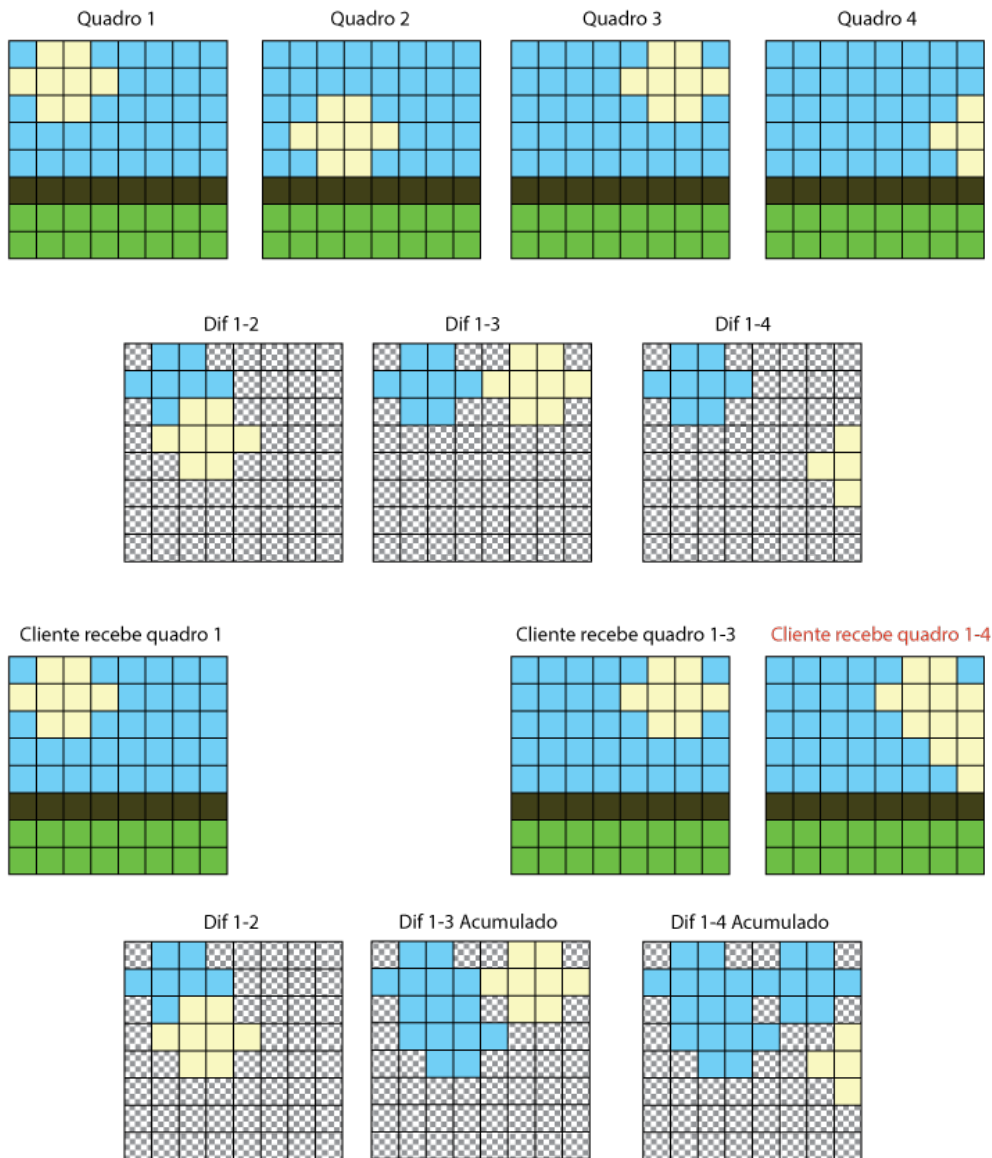 Quadro 1
Quadro 2
Quadro 3
Quadro 4
Dif 1-2
Dif 1-3
Dif 1-4
Cliente recebe quadro 1
Cliente recebe quadro 1-3
Cliente recebe quadro 1-4
Dif 1-2
Dif 1-3 Acumulado
Dif 1-4 Acumulado